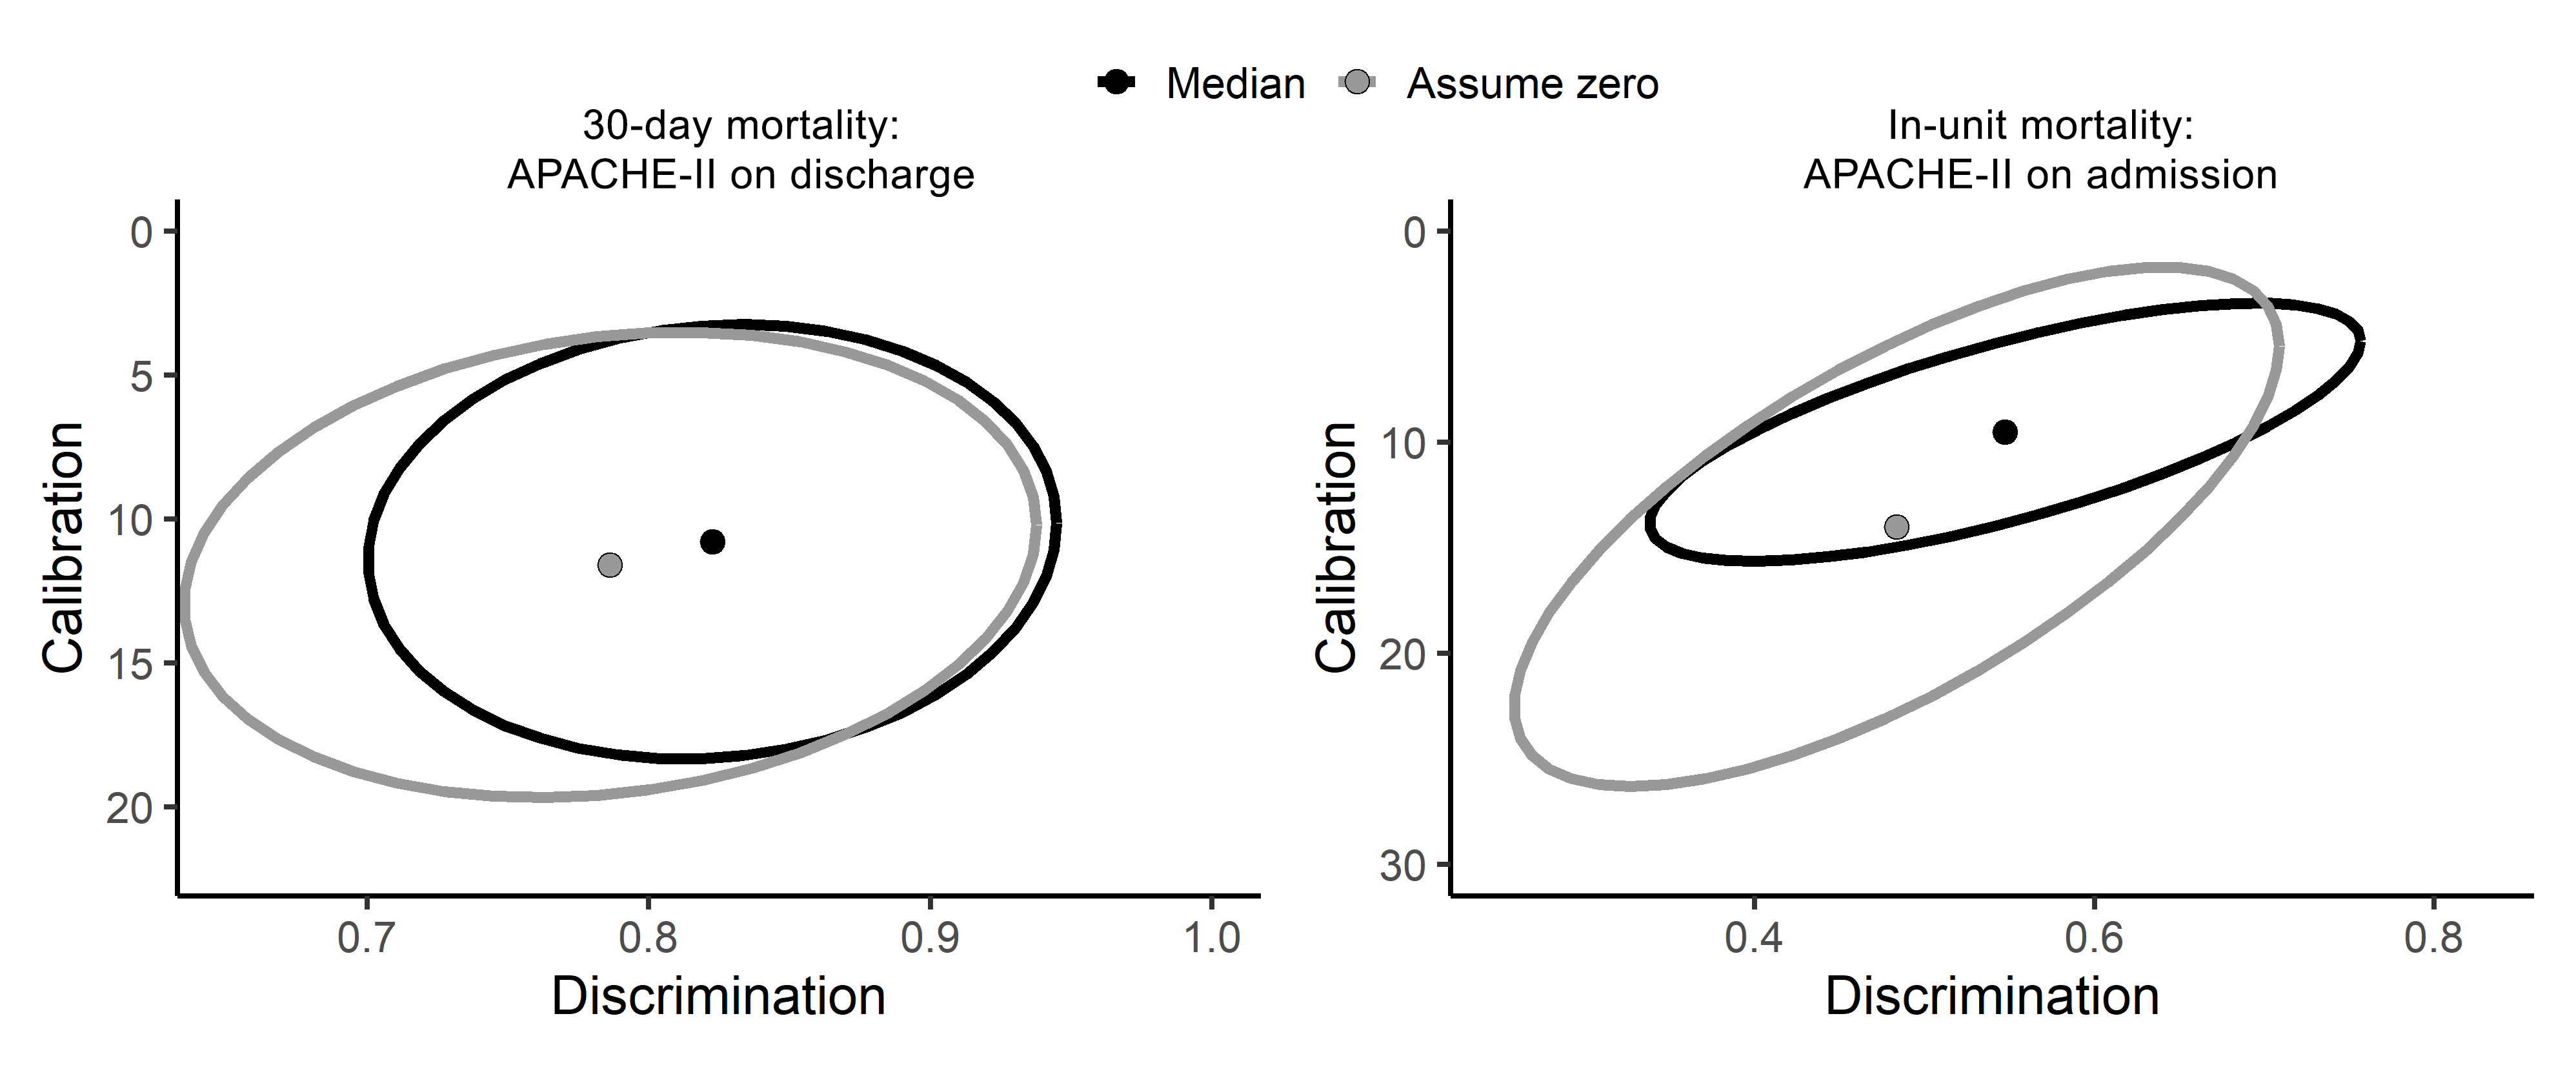 Median Assume zero
30-day mortality:
APACHE-II on discharge
0
5
10
15
20
Calibration
0.7 0.8 0.9 1.0
Discrimination
In-unit mortality:
APACHE-II on admission
0
10
20
30
Calibration
0.4 0.6 0.8
Discrimination